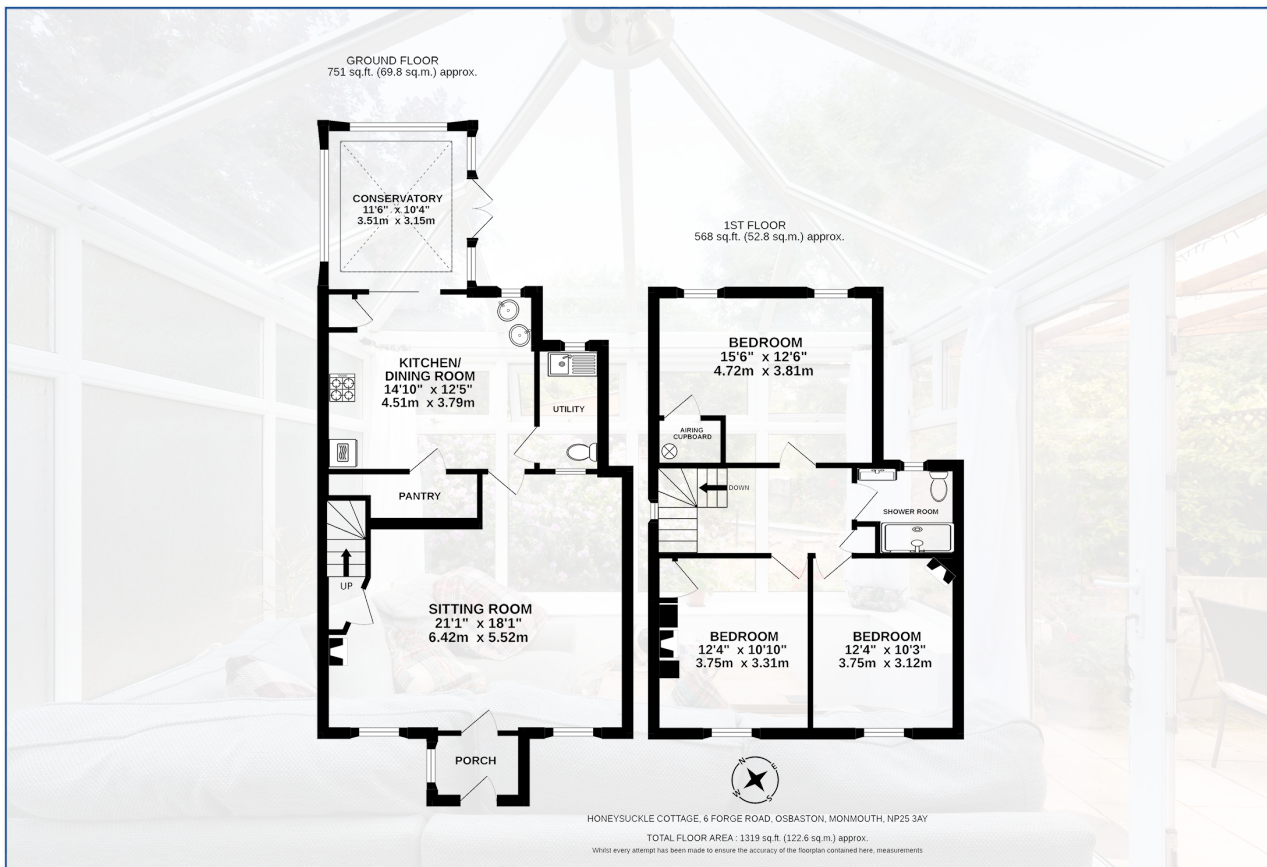 GROUND FLOOR
751 sq.ft. (69.8 sq.m.) approx.
CONSERVATORY
11'6" x 10'4"
3.51m x 3.15m
KITCHEN/
DINING ROOM
14'10" x 12'5"
4.51m x 3.79m
UTILITY
PANTRY
UP
SITTING ROOM
21'1" x 18'1"
6.42m x 5.52m
PORCH
1ST FLOOR
568 sq.ft. (52.8 sq.m.) approx.
BEDROOM
15'6" x 12'6"
4.72m x 3.81m
AIRING
CUPBOARD
DOWN
SHOWER ROOM
BEDROOM
12'4" x 10'10"
3.75m x 3.31m
BEDROOM
12'4" x 10'3"
3.75m x 3.12m
N
E
W
S
HONEYSUCKLE COTTAGE, 6 FORGE ROAD, OSBASTON, MONMOUTH, NP25 3AY
TOTAL FLOOR AREA : 1319 sq.ft. (122.6 sq.m.) approx.
Whilst every attempt has been made to ensure the accuracy of the floorplan contained here, measurements